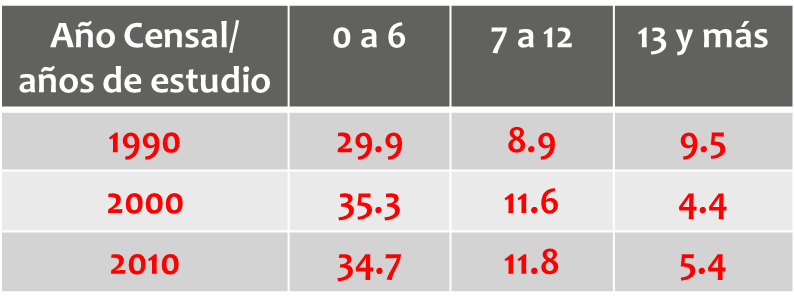 Año Censal/ 0 a 6 7 a 12 13 y más
años de estudio
1990 29.9 8.9 9.5
2000 35.3 11.6 4.4
2010 34.7 11.8 5.4